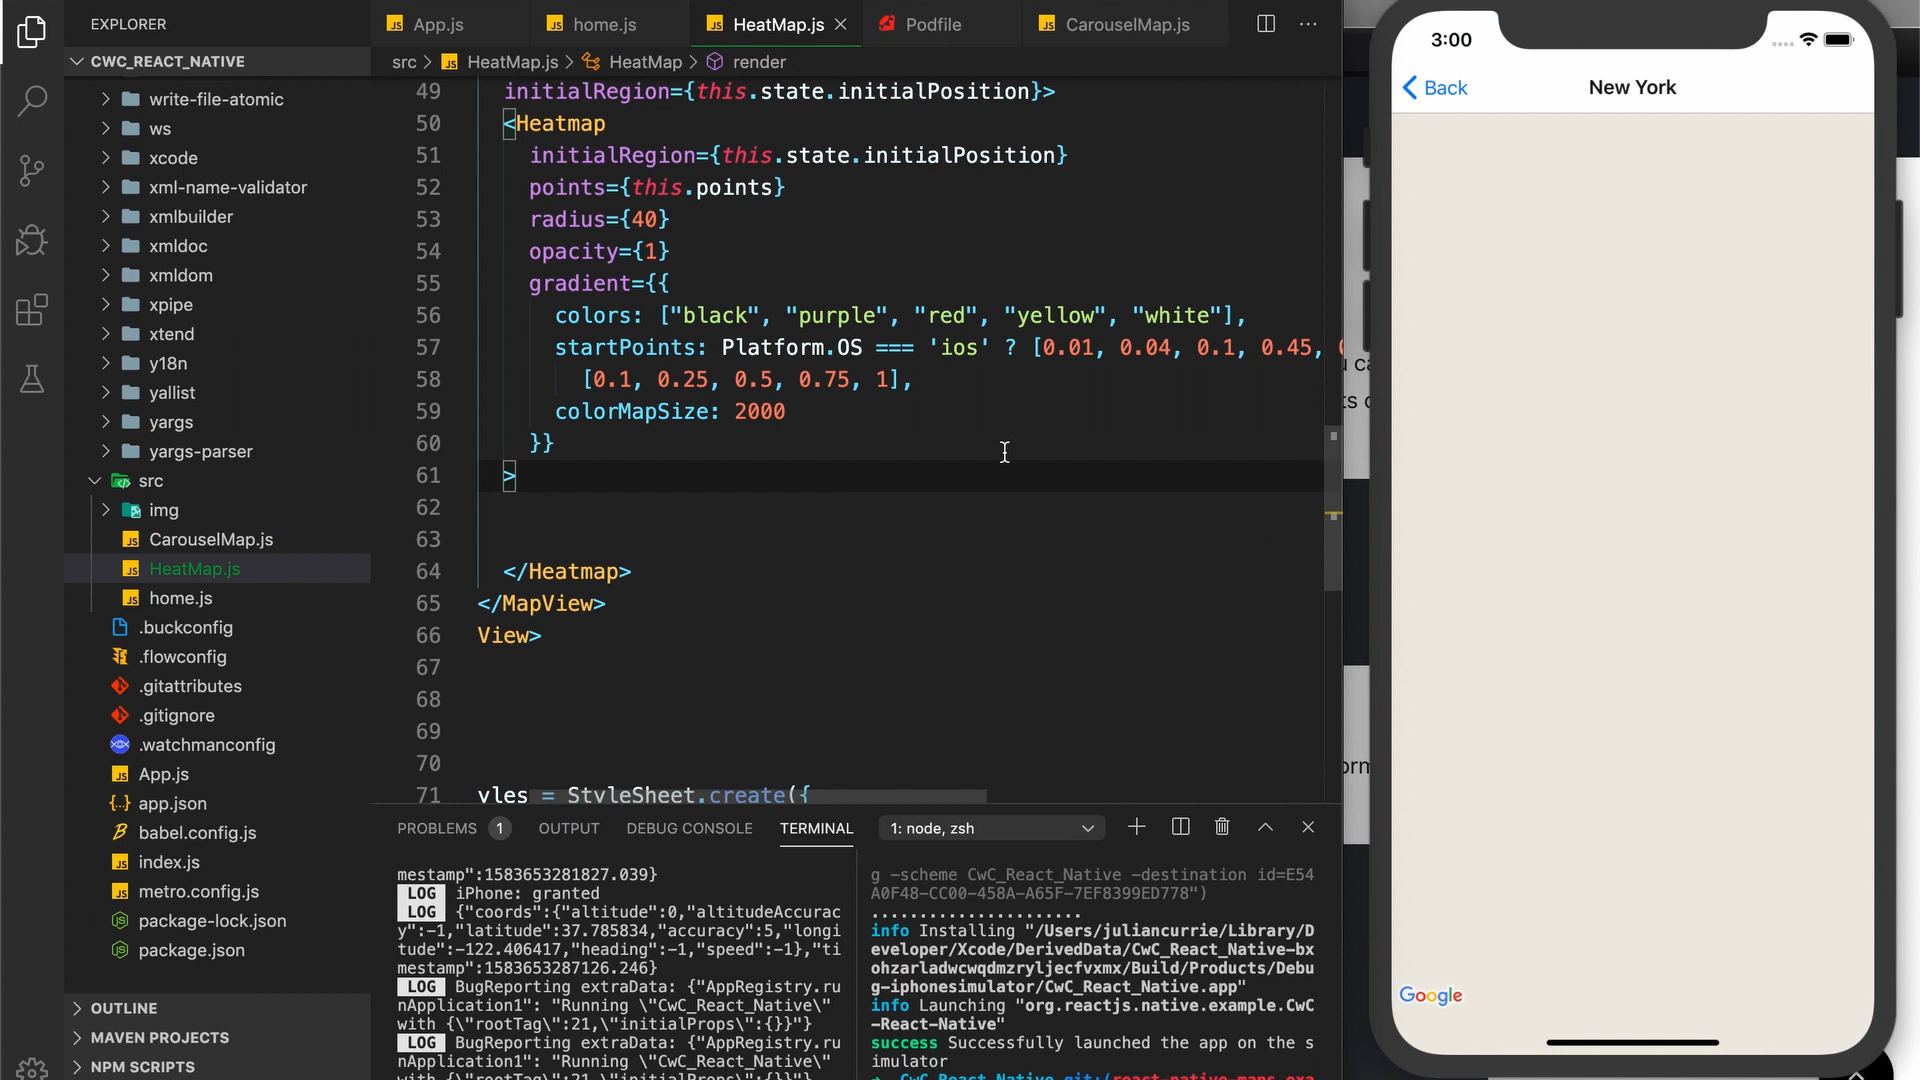 EXPLORER
CWC_REACT_NATIVE
write-file-atomic
ws
xcode
xml-name-validator
xmlbuilder
xmldoc
xmldom
xpipe
xtend
y18n
yallist
yargs
yargs-parser
src
img
CarouselMap.js
HeatMap.js
home.js
.buckconfig
.flowconfig
.gitattributes
.gitignore
.watchmanconfig
App.js
app.json
babel.config.js
index.js
metro.config.js
package-lock.json
package.json
OUTLINE
MAVEN PROJECTS
NPM SCRIPTS
App.js home.js HeatMap.js Podfile CarouselMap.js
src > HeatMap.js > HeatMap > render
49 initialRegion={this.state.initialPosition}>
50 <Heatmap
51 initialRegion={this.state.initialPosition}
52 points={this.points}
53 radius={40}
54 opacity={1}
55 gradient={{
56 colors: ["black", "purple", "red", "yellow", "white"],
57 startPoints: Platform.OS === 'ios' ? [0.01, 0.04, 0.1, 0.45,
58 [0.1, 0.25, 0.5, 0.75, 1],
59 colorMapSize: 2000
60 }}
61 >
62
63
64 </Heatmap>
65 </MapView>
66 View>
67
68
69
70
71 yles = StyleSheet.create({
PROBLEMS 1 OUTPUT DEBUG CONSOLE TERMINAL 1: node, zsh
mestamp":1583653281827.039}
LOG iPhone: granted
LOG {"coords":{"altitude":0,"altitudeAccurac
y":-1,"latitude":37.785834,"accuracy":5,"longi
tude":-122.406417,"heading":-1,"speed":-1},"ti
mestamp":1583653287126.246}
LOG BugReporting extraData: {"AppRegistry.ru
nApplication1": "Running \"CwC_React_Native\"
with {\"rootTag\":21,\"initialProps\":{}}"}
LOG BugReporting extraData: {"AppRegistry.ru
nApplication1": "Running \"CwC_React_Native\"
with {\"rootTag\":21,\"initialProps\":{}}"}
g -scheme CwC_React_Native -destination id=E54
A0F48-CC00-458A-A65F-7EF8399ED778")
......................
info Installing "/Users/juliancurrie/Library/D
eveloper/Xcode/DerivedData/CwC_React_Native-bx
ohzarladwcwqdmzryljecfvxmx/Build/Products/Debu
g-iphonesimulator/CwC_React_Native.app"
info Launching "org.reactjs.native.example.CwC
-React-Native"
success Successfully launched the app on the s
imulator
CwC_React_Native git:(react-native-maps-exa
3:00
Back New York
Google